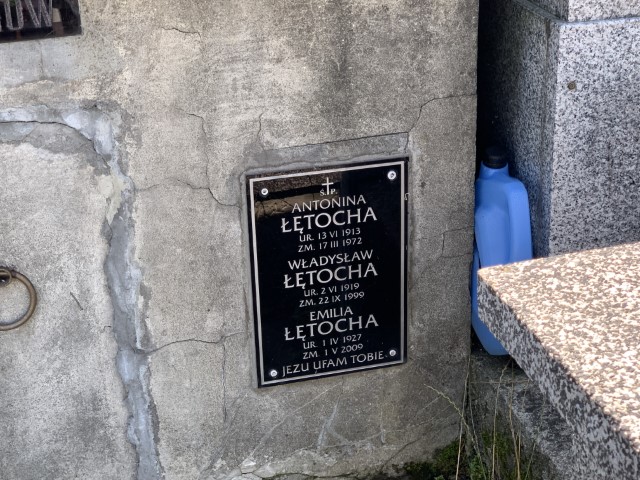 Ś. P.
ANTONINA
ŁĘTOCHA
UR. 13 VI 1913
ZM. 17 III 1972
WŁADYSŁAW
ŁĘTOCHA
UR. 2 VI 1919
ZM. 22 IX 1999
EMILIA
ŁĘTOCHA
UR. 1 IV 1927
ZM. 1 V 2009
JEZU UFAM TOBIE.